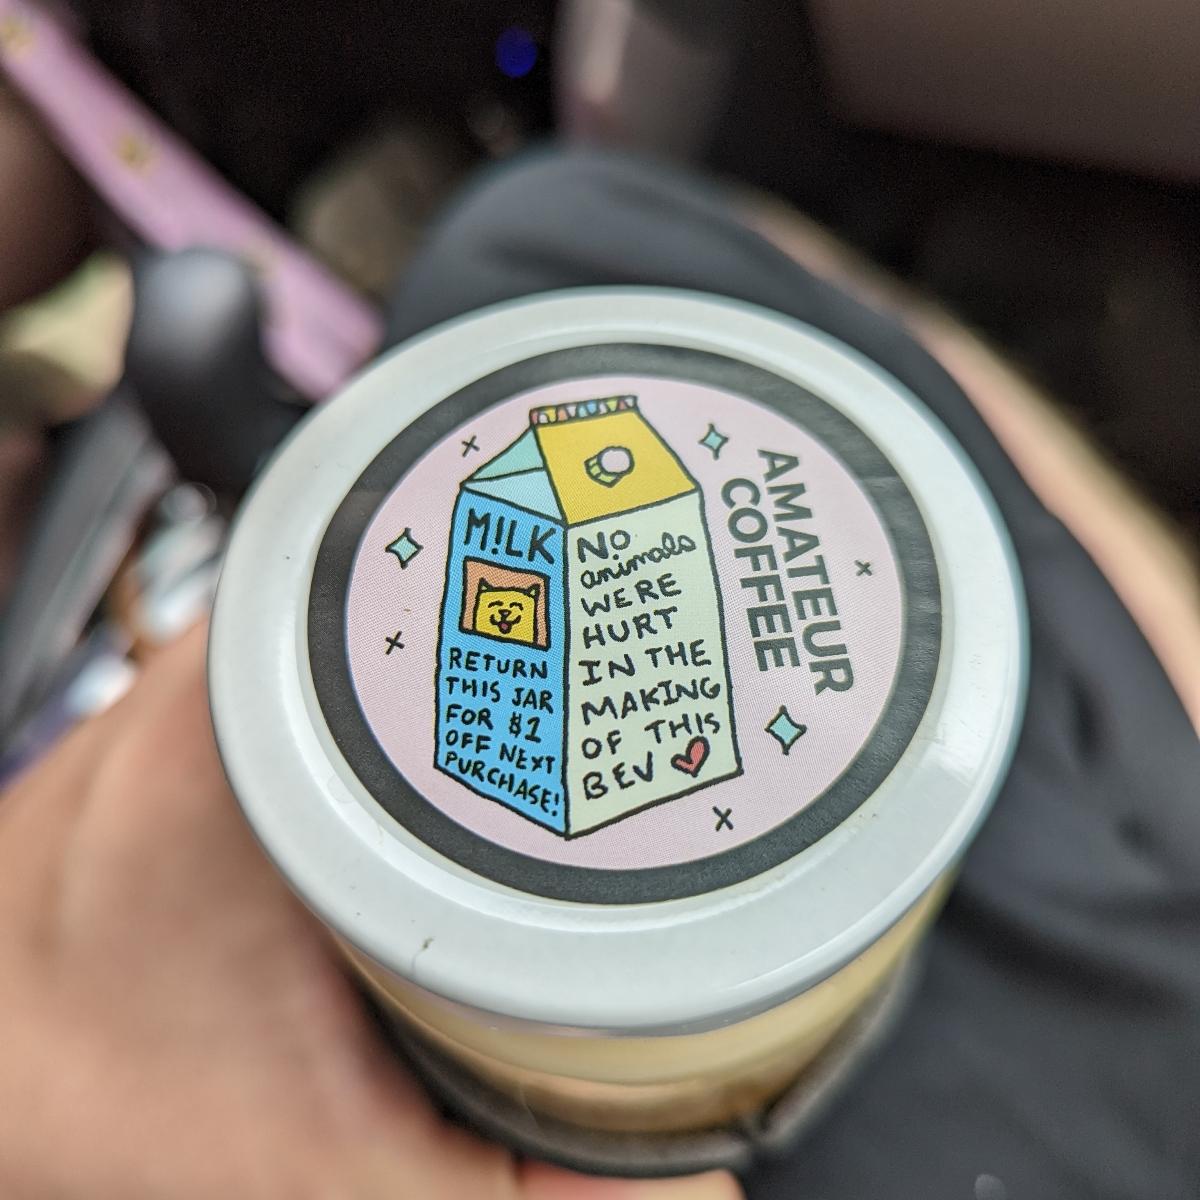 M!LK
RETURN
THIS JAR
FOR $1
OFF NEXT
PURCHASE!
No
animals
WERE
HURT
IN THE
MAKING
OF THIS
BEV
AMATEUR
COFFEE